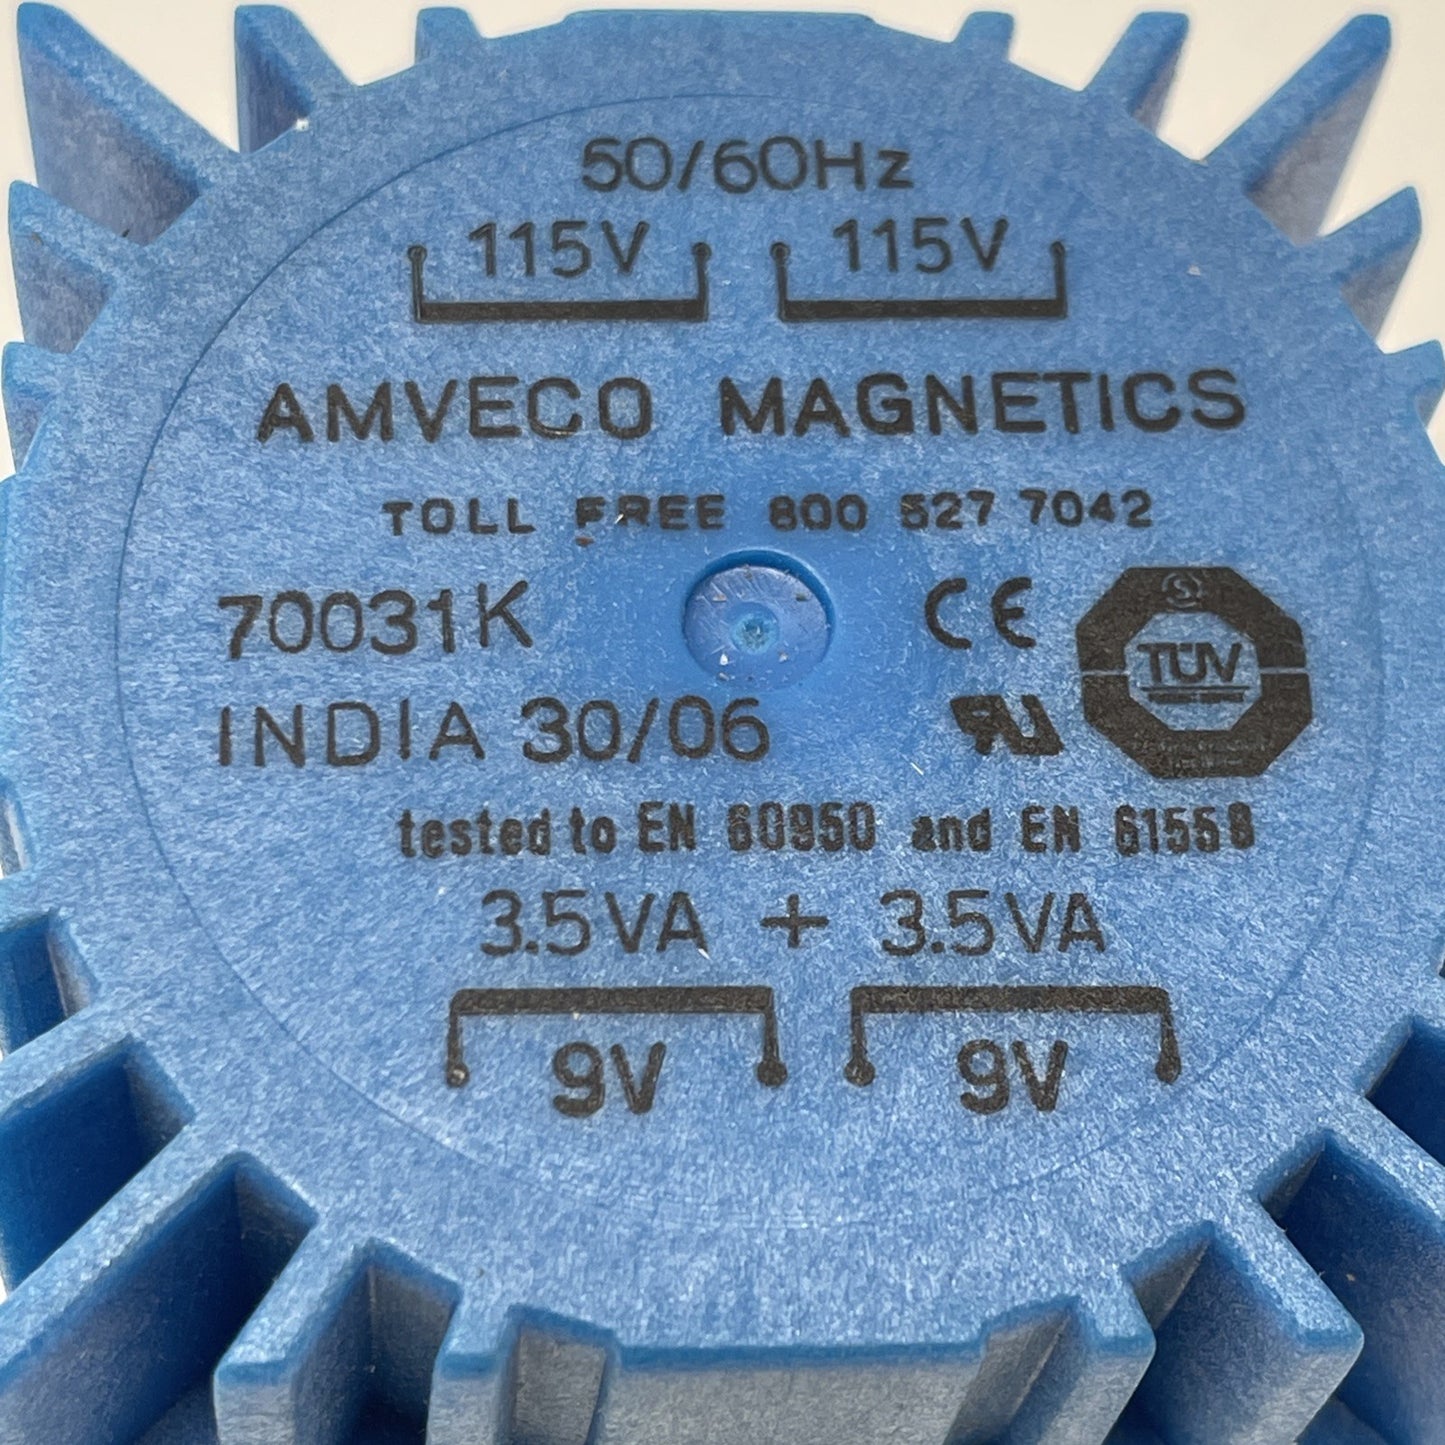 50/60Hz
115V 115V
AMVECO MAGNETICS
TOLL FREE 800 527 7042
70031K CE
TÜV
INDIA 30/06 RU
tested to EN 60950 and EN 61558
3.5VA + 3.5VA
9V 9V